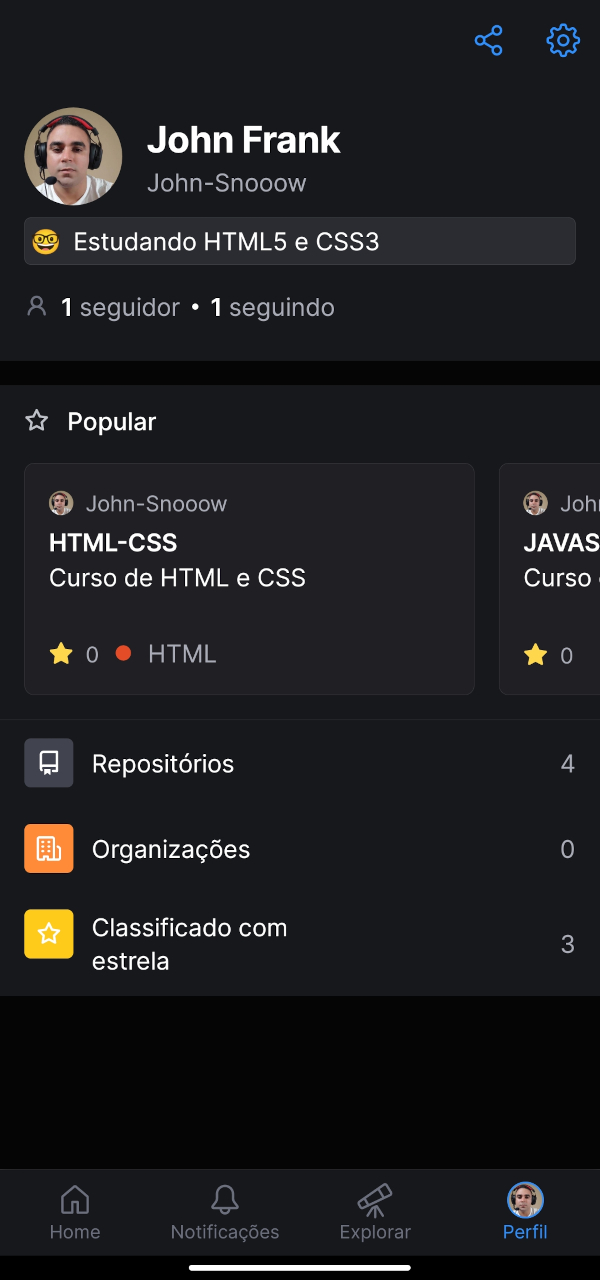 John Frank
John-Snooow
🤓 Estudando HTML5 e CSS3
1 seguidor • 1 seguindo
Popular
John-Snooow
HTML-CSS
Curso de HTML e CSS
0 HTML
John
JAVAS
Curso
0
Repositórios 4
Organizações 0
Classificado com
estrela
3
Home
Notificações
Explorar
Perfil